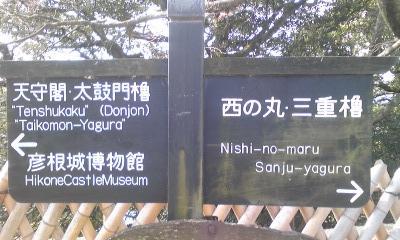 天守閣・太鼓門櫓
"Tenshukaku" (Donjon)
"Taikomon-Yagura"
←
彦根城博物館
HikoneCastleMuseum
西の丸・三重櫓
Nishi-no-maru
Sanju-yagura
→